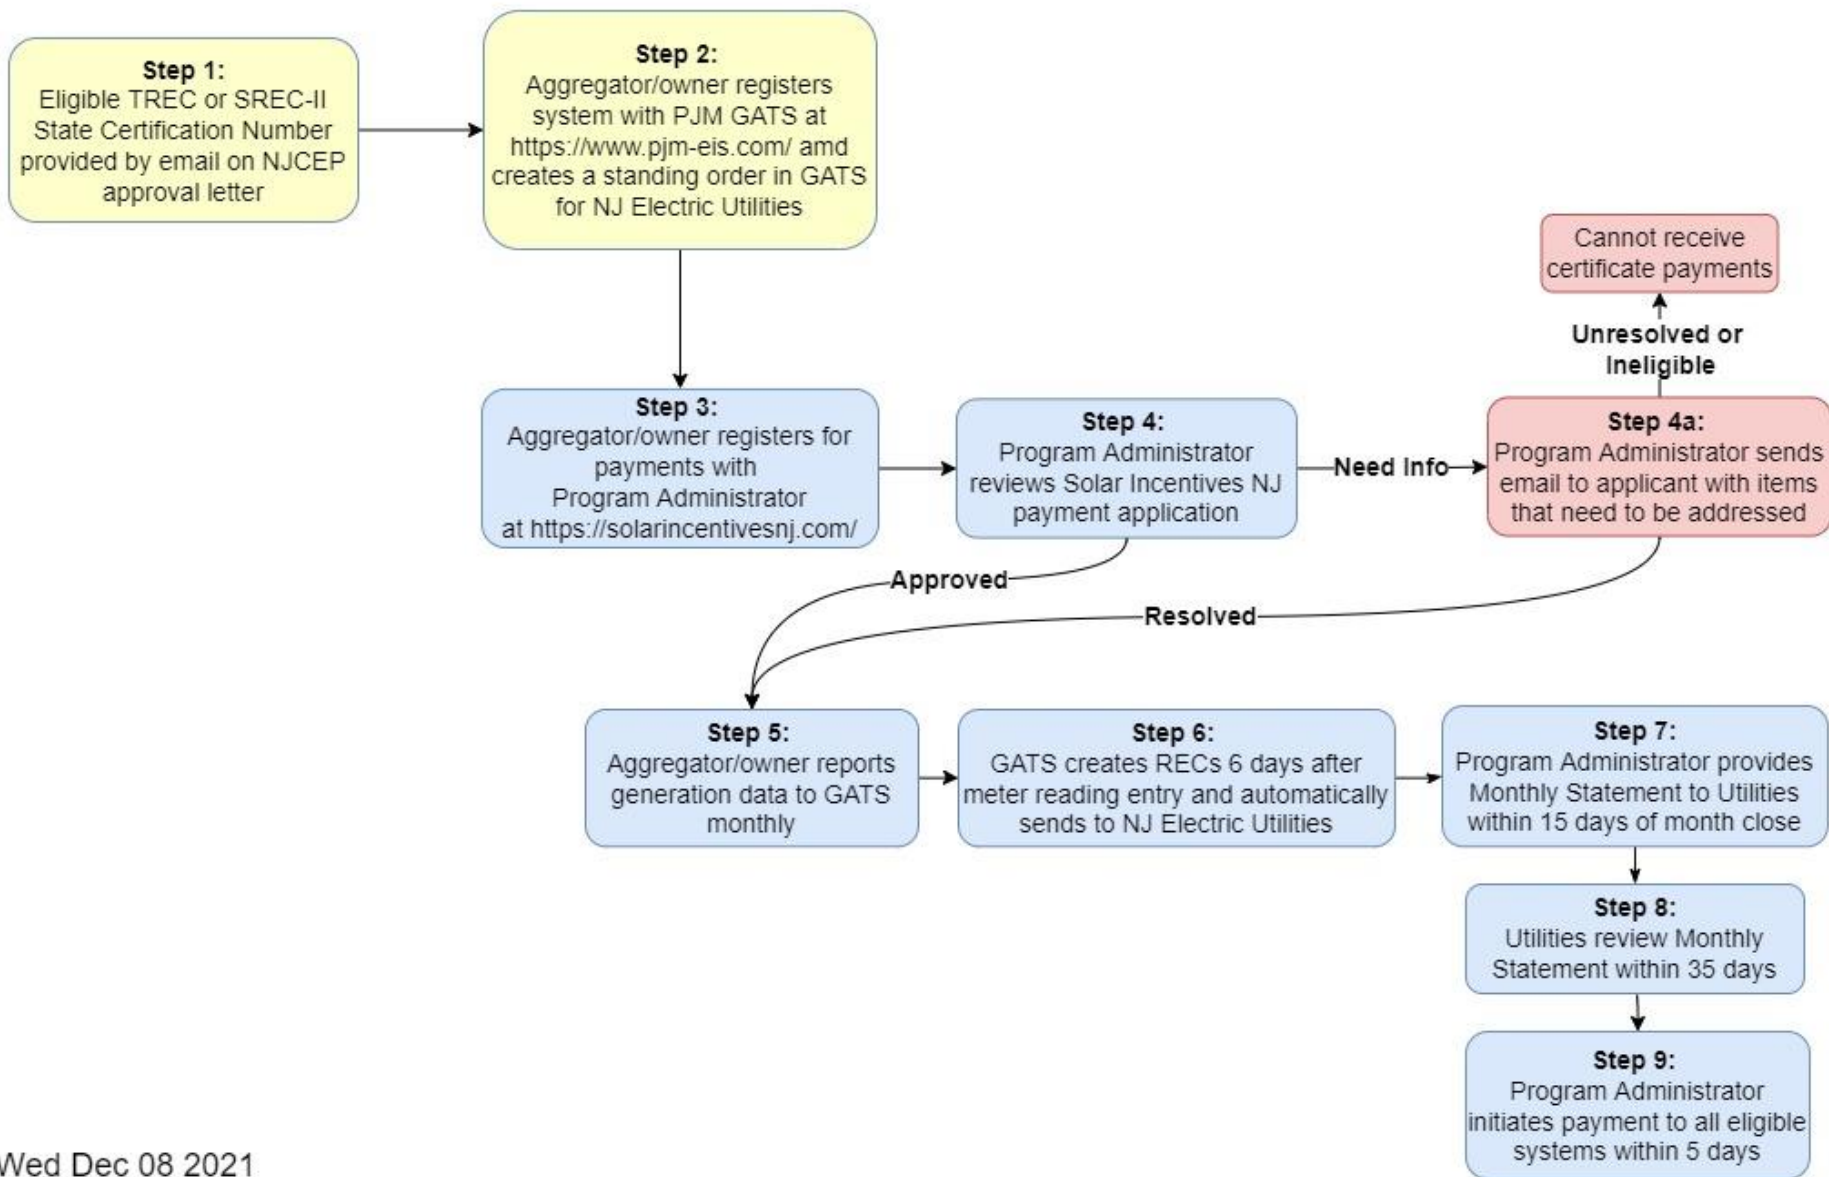 Step 1:
Eligible TREC or SREC-II
State Certification Number
provided by email on NJCEP
approval letter
Step 2:
Aggregator/owner registers
system with PJM GATS at
https://www.pjm-eis.com/ amd
creates a standing order in GATS
for NJ Electric Utilities
Cannot receive
certificate payments
Unresolved or
Ineligible
Step 3:
Aggregator/owner registers for
payments with
Program Administrator
at https://solarincentivesnj.com/
Step 4:
Program Administrator
reviews Solar Incentives NJ
payment application
Need Info
Step 4a:
Program Administrator sends
email to applicant with items
that need to be addressed
Approved
Resolved
Step 5:
Aggregator/owner reports
generation data to GATS
monthly
Step 6:
GATS creates RECs 6 days after
meter reading entry and automatically
sends to NJ Electric Utilities
Step 7:
Program Administrator provides
Monthly Statement to Utilities
within 15 days of month close
Step 8:
Utilities review Monthly
Statement within 35 days
Step 9:
Program Administrator
initiates payment to all eligible
systems within 5 days
Wed Dec 08 2021